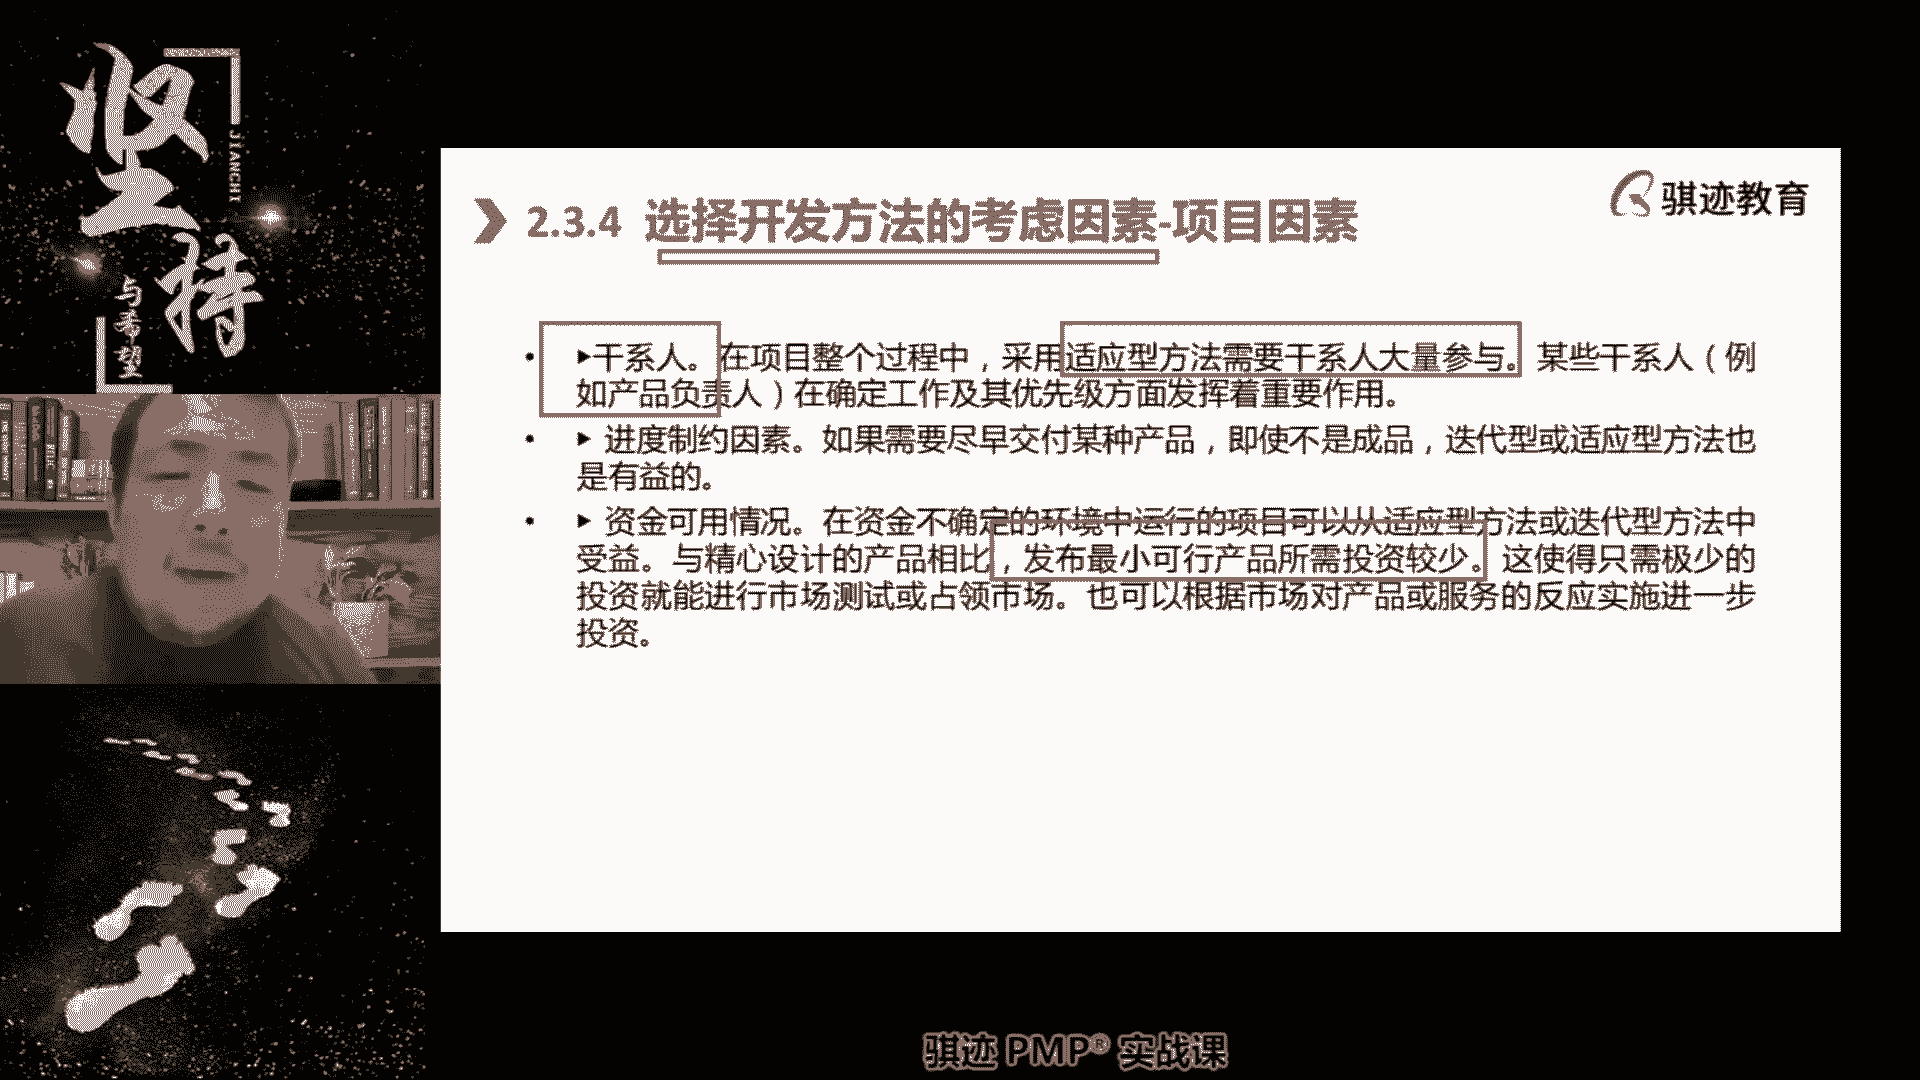 坚持
JIANCHI
与希望
骐迹教育
2.3.4 选择开发方法的考虑因素-项目因素
• ▶干系人。在项目整个过程中，采用适应型方法需要干系人大量参与。某些干系人（例
如产品负责人）在确定工作及其优先级方面发挥着重要作用。
• ▶ 进度制约因素。如果需要尽早交付某种产品，即使不是成品，迭代型或适应型方法也
是有益的。
• ▶ 资金可用情况。在资金不确定的环境中运行的项目可以从适应型方法或迭代型方法中
受益。与精心设计的产品相比，发布最小可行产品所需投资较少。这使得只需极少的
投资就能进行市场测试或占领市场。也可以根据市场对产品或服务的反应实施进一步
投资。
骐迹 PMP® 实战课